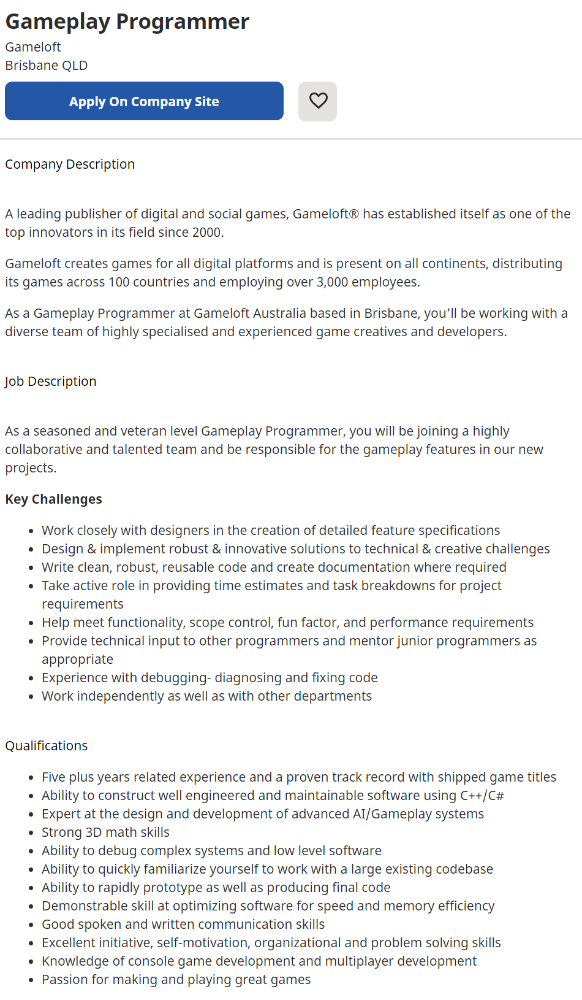 Gameplay Programmer
Gameloft
Brisbane QLD
Apply On Company Site
Company Description
A leading publisher of digital and social games, Gameloft® has established itself as one of the
top innovators in its field since 2000.
Gameloft creates games for all digital platforms and is present on all continents, distributing
its games across 100 countries and employing over 3,000 employees.
As a Gameplay Programmer at Gameloft Australia based in Brisbane, you’ll be working with a
diverse team of highly specialised and experienced game creatives and developers.
Job Description
As a seasoned and veteran level Gameplay Programmer, you will be joining a highly
collaborative and talented team and be responsible for the gameplay features in our new
projects.
Key Challenges
• Work closely with designers in the creation of detailed feature specifications
• Design & implement robust & innovative solutions to technical & creative challenges
• Write clean, robust, reusable code and create documentation where required
• Take active role in providing time estimates and task breakdowns for project
requirements
• Help meet functionality, scope control, fun factor, and performance requirements
• Provide technical input to other programmers and mentor junior programmers as
appropriate
• Experience with debugging- diagnosing and fixing code
• Work independently as well as with other departments
Qualifications
• Five plus years related experience and a proven track record with shipped game titles
• Ability to construct well engineered and maintainable software using C++/C#
• Expert at the design and development of advanced AI/Gameplay systems
• Strong 3D math skills
• Ability to debug complex systems and low level software
• Ability to quickly familiarize yourself to work with a large existing codebase
• Ability to rapidly prototype as well as producing final code
• Demonstrable skill at optimizing software for speed and memory efficiency
• Good spoken and written communication skills
• Excellent initiative, self-motivation, organizational and problem solving skills
• Knowledge of console game development and multiplayer development
• Passion for making and playing great games